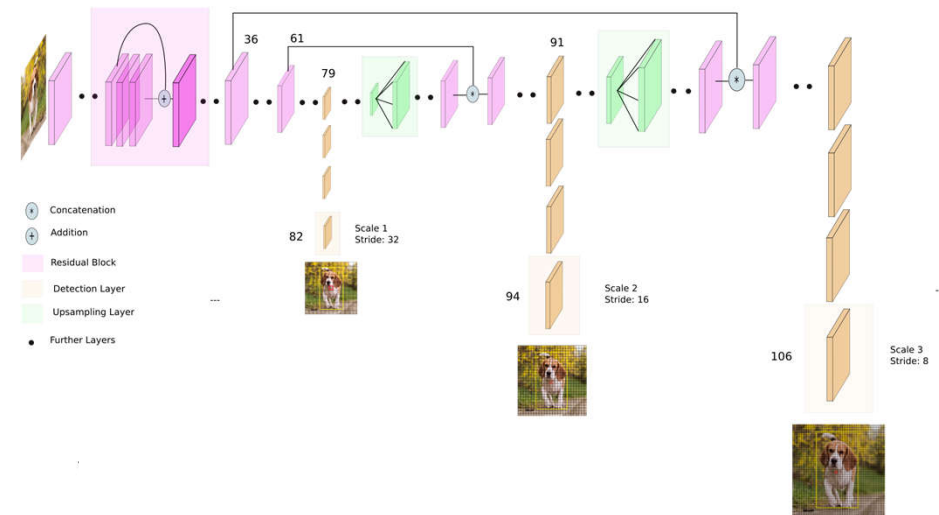 36
61
79
91
Concatenation
Addition
Residual Block
Detection Layer
Upsampling Layer
Further Layers
82
Scale 1
Stride: 32
94
Scale 2
Stride: 16
106
Scale 3
Stride: 8